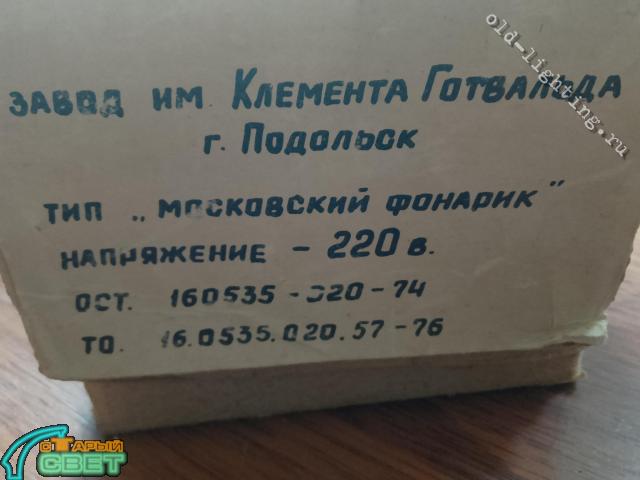 old-lighting.ru
ЗАВОД ИМ. КЛЕМЕНТА ГОТВАЛЬДА
г. ПОДОЛЬСК
ТИП „МОСКОВСКИЙ ФОНАРИК"
НАПРЯЖЕНИЕ - 220 в.
ОСТ. 160535-020-74
ТО. 16.0535.020.57-76
СТАРЫЙ
СВЕТ